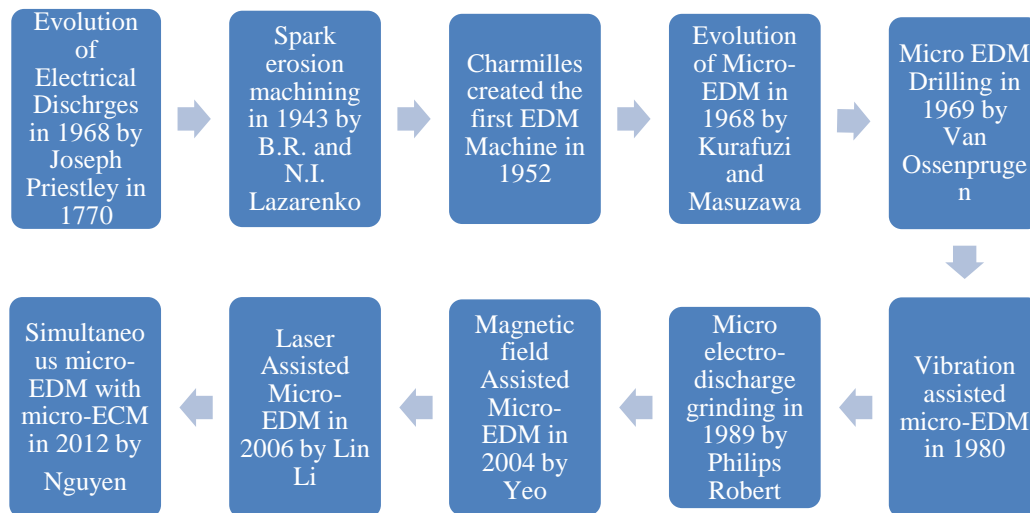 Evolution
of
Electrical
Dischrges
in 1968 by
Joseph
Priestley in
1770
Spark
erosion
machining
in 1943 by
B.R. and
N.I.
Lazarenko
Charmilles
created the
first EDM
Machine in
1952
Evolution
of Micro-
EDM in
1968 by
Kurafuzi
and
Masuzawa
Micro EDM
Drilling in
1969 by
Van
Ossenpruge
n
Vibration
assisted
micro-EDM
in 1980
Micro
electro-
discharge
grinding in
1989 by
Philips
Robert
Magnetic
field
Assisted
Micro-
EDM in
2004 by
Yeo
Laser
Assisted
Micro-
EDM in
2006 by Lin
Li
Simultaneo
us micro-
EDM with
micro-ECM
in 2012 by
Nguyen